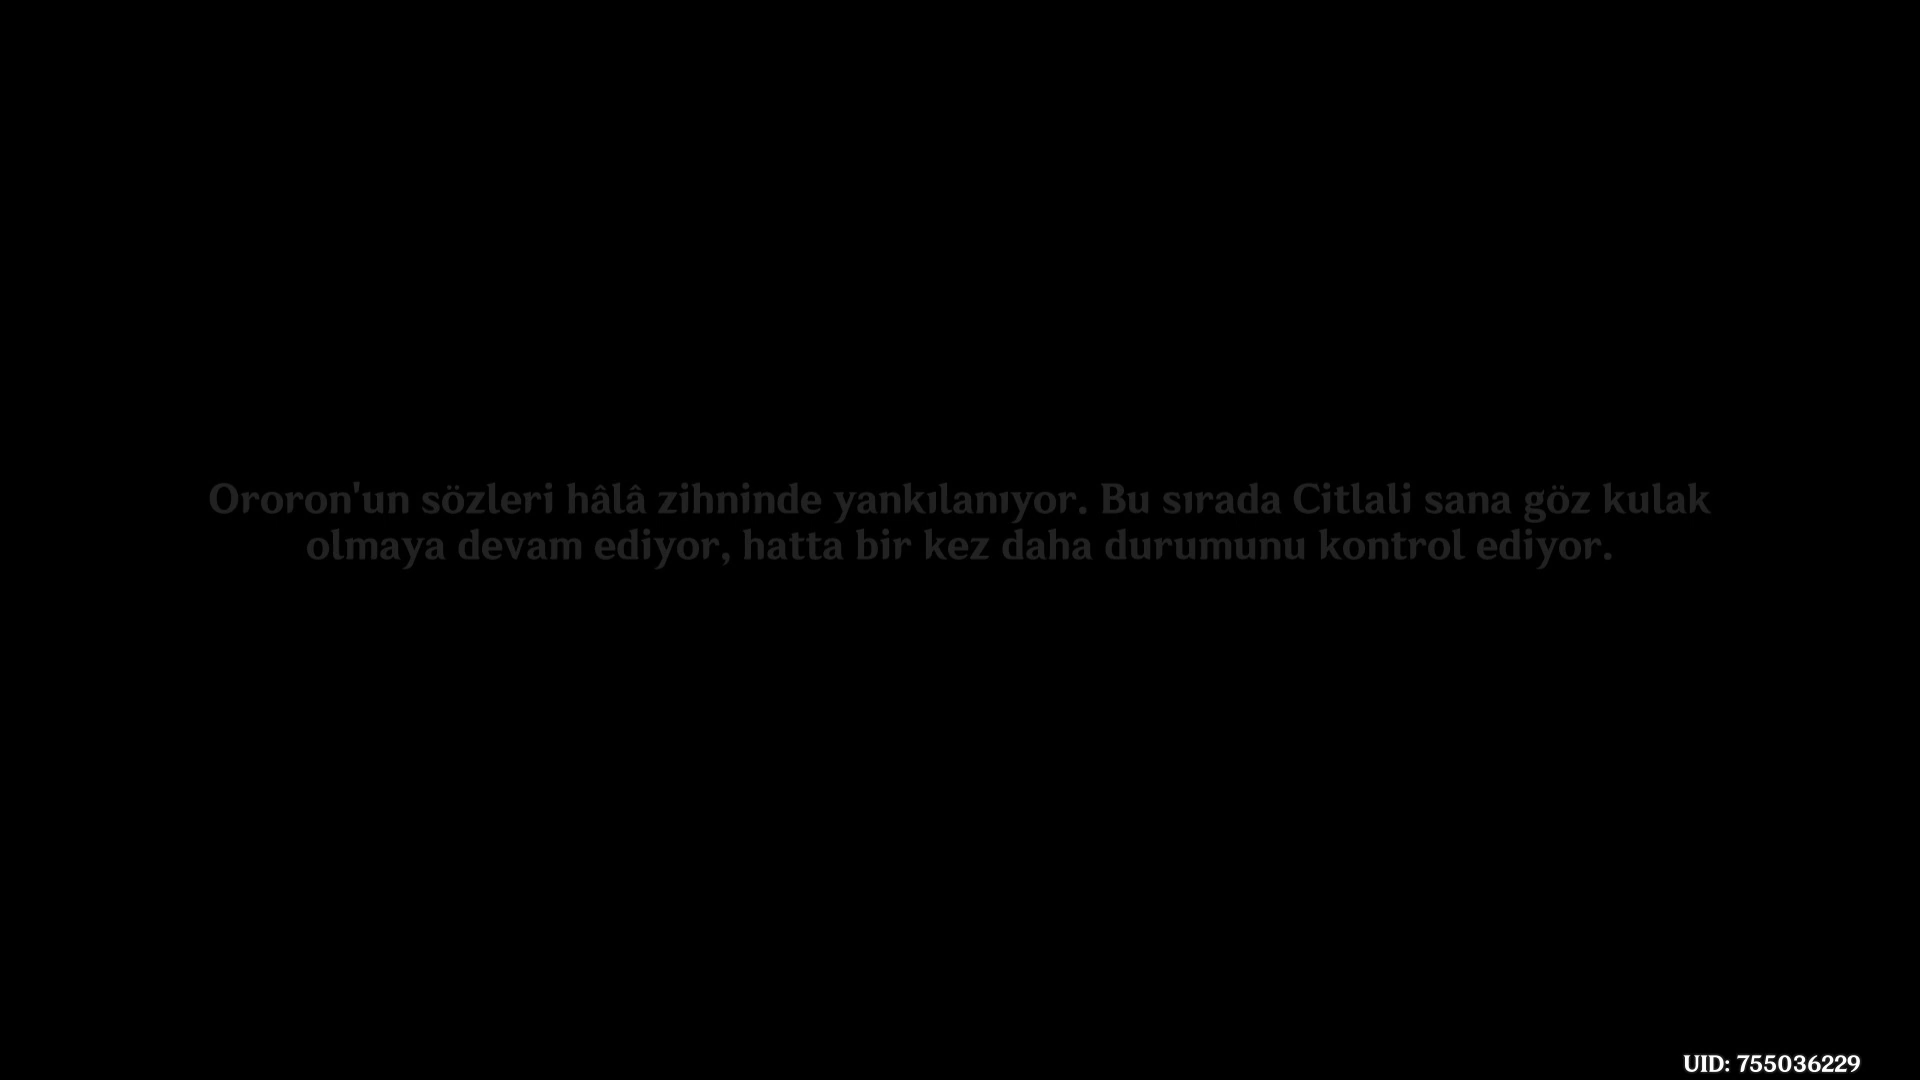 Ororon'un sözleri hâlâ zihninde yankılanıyor. Bu sırada Citlali sana göz kulak
olmaya devam ediyor, hatta bir kez daha durumunu kontrol ediyor.
UID: 755036229